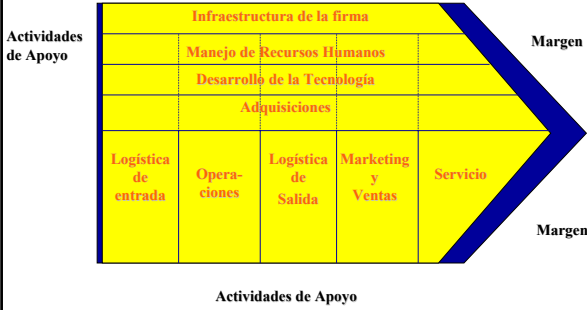 Infraestructura de la firma
Actividades
de Apoyo
Margen
Manejo de Recursos Humanos
Desarrollo de la Tecnología
Adquisiciones
Logística
de
entrada
Opera-
ciones
Logística
de
Salida
Marketing
y
Ventas
Servicio
Margen
Actividades de Apoyo